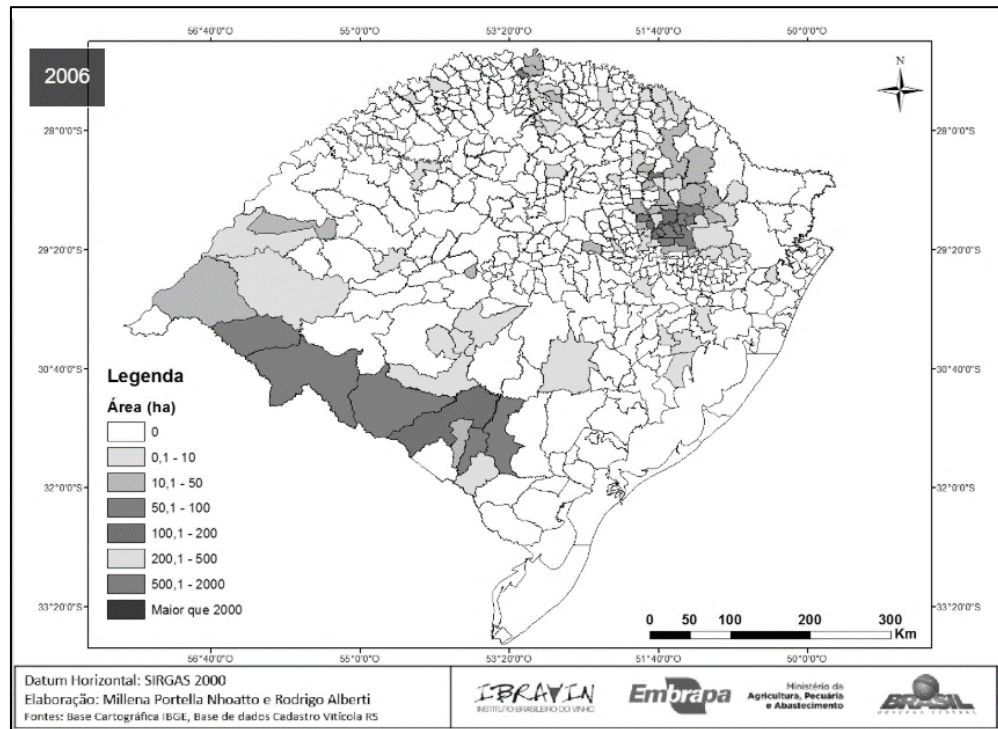 56°40'0"O 55°0'0"O 53°20'0"O 51°40'0"O 50°0'0"O
2006
N
28°0'0"S 28°0'0"S
29°20'0"S 29°20'0"S
30°40'0"S 30°40'0"S
32°0'0"S 32°0'0"S
33°20'0"S 33°20'0"S
Legenda
Área (ha)
0
0,1 - 10
10,1 - 50
50,1 - 100
100,1 - 200
200,1 - 500
500,1 - 2000
Maior que 2000
0 50 100 200 300
Km
56°40'0"O 55°0'0"O 53°20'0"O 51°40'0"O 50°0'0"O
Datum Horizontal: SIRGAS 2000
Elaboração: Millena Portella Nhoatto e Rodrigo Alberti
Fontes: Base Cartográfica IBGE, Base de dados Cadastro Vitícola RS
IBRAVIN
INSTITUTO BRASILEIRO DO VINHO
Embrapa
Ministério da
Agricultura, Pecuária
e Abastecimento
BRASIL
GOVERNO FEDERAL